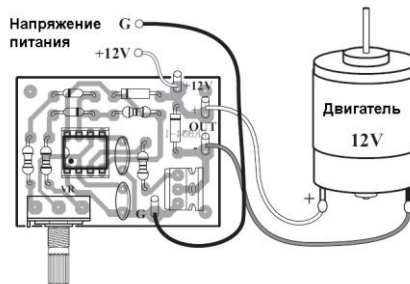 Напряжение
питания
G
+12V
+12V
+
OUT
-
VR
G
Двигатель
12V
+